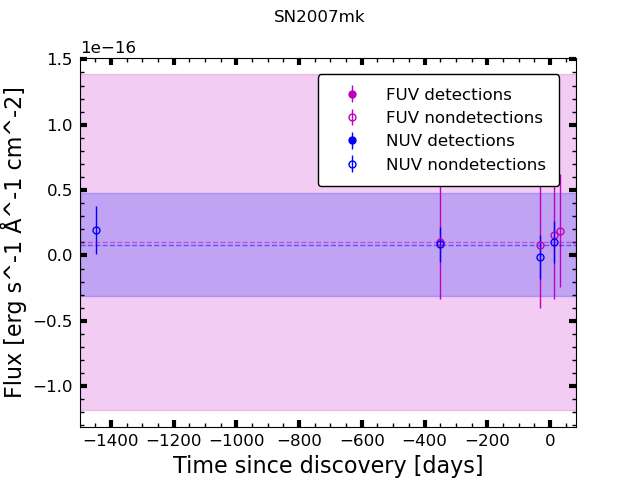 SN2007mk
1e−16
1.5
1.0
0.5
0.0
−0.5
−1.0
Flux [erg s^-1 Å^-1 cm^-2]
FUV detections
FUV nondetections
NUV detections
NUV nondetections
−1400 −1200 −1000 −800 −600 −400 −200 0
Time since discovery [days]